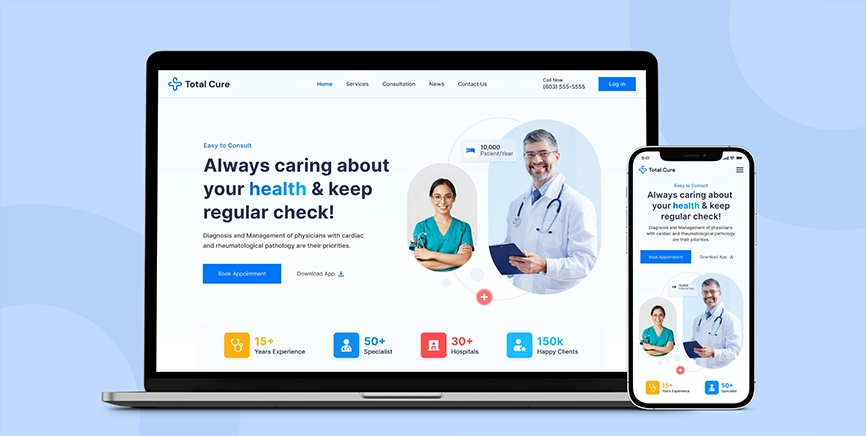 Total Cure
Home Services Consultation News Contact Us
Call Now
(603) 555-5555
Log in
Easy to Consult
Always caring about
your health & keep
regular check!
Diagnosis and Management of physicians with cardiac
and rheumatological pathology are their priorities.
Book Appointment Download App
10,000
Patient/Year
15+
Years Experience
50+
Specialist
30+
Hospitals
150k
Happy Clients
9:41
Total Cure
Easy to Consult
Always caring about
your health & keep
regular check!
Diagnosis and Management of physicians with
cardiac and rheumatological pathology
are their priorities.
Book Appointment Download App
10,000
Patient/Year
15+
Years Experience
50+
Specialist